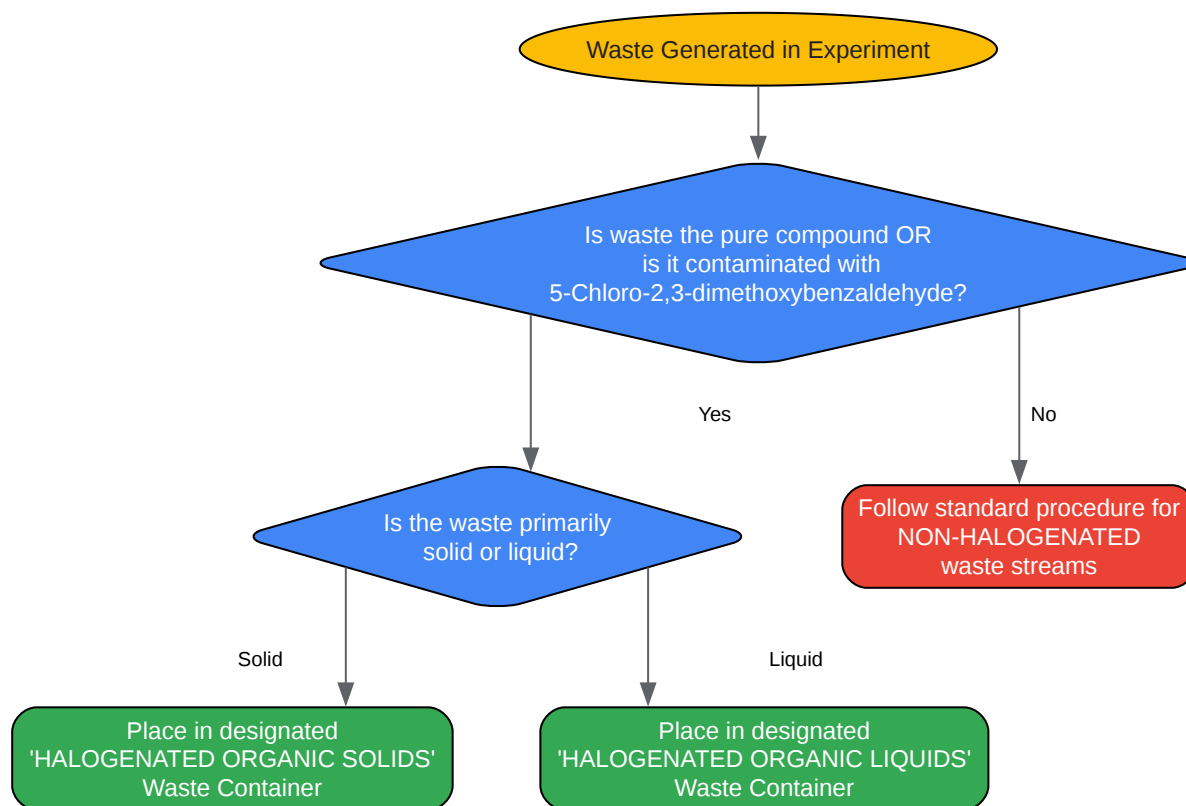 Waste Generated in Experiment
Is waste the pure compound OR
is it contaminated with
5-Chloro-2,3-dimethoxybenzaldehyde?
Yes
No
Is the waste primarily
solid or liquid?
Follow standard procedure for
NON-HALOGENATED
waste streams
Solid
Liquid
Place in designated
'HALOGENATED ORGANIC SOLIDS'
Waste Container
Place in designated
'HALOGENATED ORGANIC LIQUIDS'
Waste Container